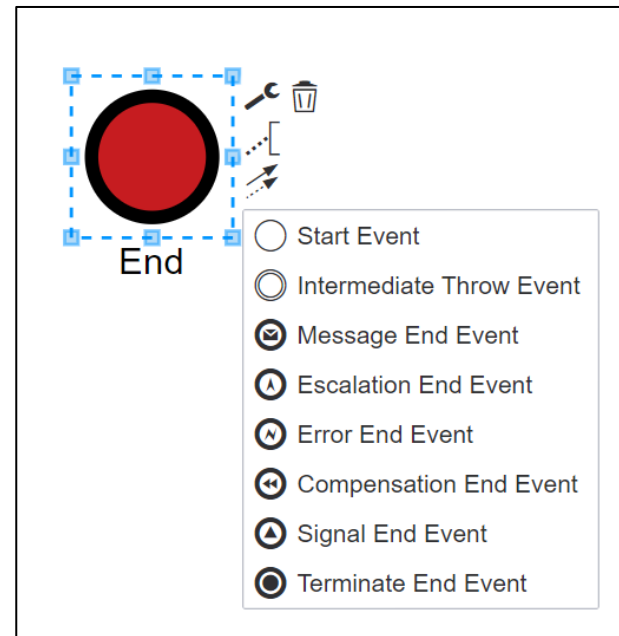 End
Start Event
Intermediate Throw Event
Message End Event
Escalation End Event
Error End Event
Compensation End Event
Signal End Event
Terminate End Event